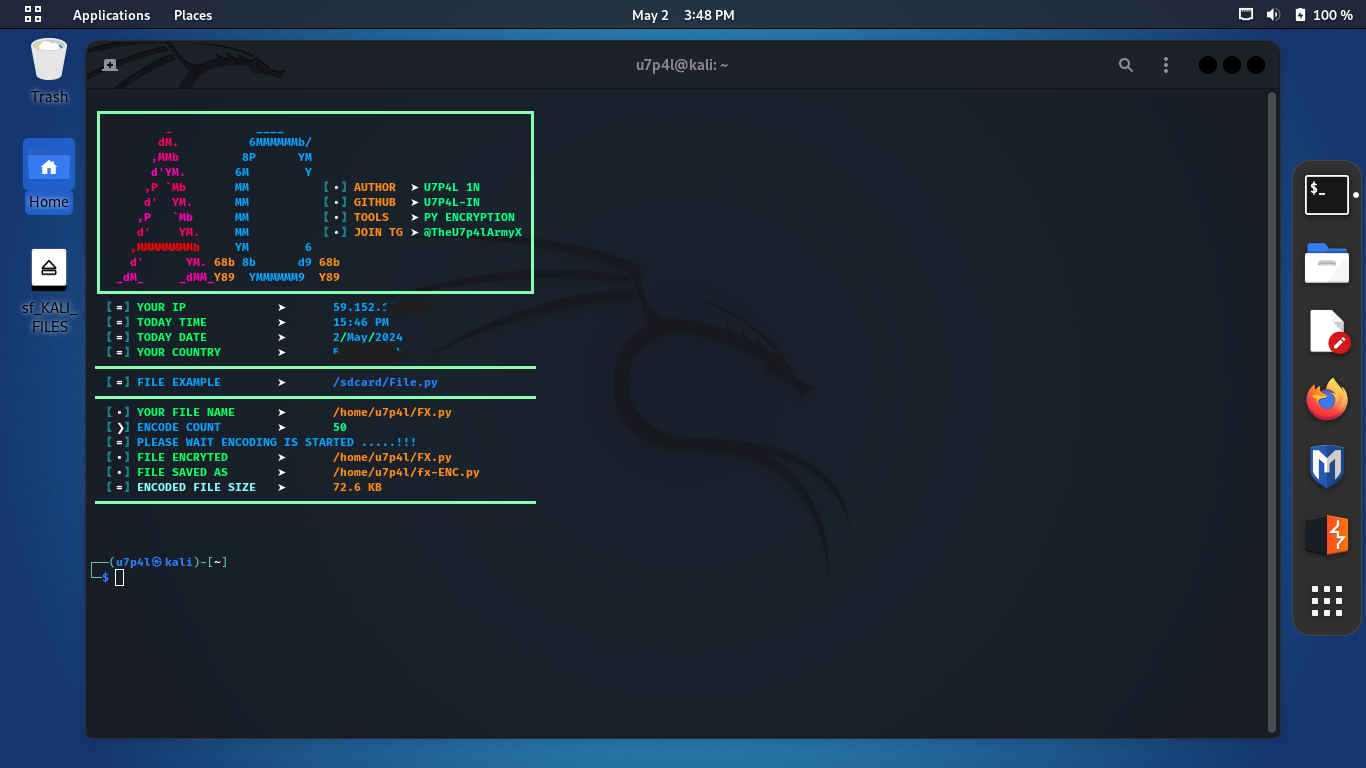 Applications Places May 2 3:48 PM 100 %
Trash
Home
sf_KALI_
FILES
u7p4l@kali: ~
_ ____
dM. 6MMMMMMb/
,MMb 8P YM
d'YM. 6M Y
,P `Mb MM [•] AUTHOR ➤ U7P4L 1N
d' YM. MM [•] GITHUB ➤ U7P4L-IN
,P `Mb MM [•] TOOLS ➤ PY ENCRYPTION
d' YM. MM [•] JOIN TG ➤ @TheU7p4lArmyX
,MMMMMMMMb YM 6
d' YM. 68b 8b d9 68b
_dM_ _dMM_Y89 YMMMMMM9 Y89
[=] YOUR IP ➤ 59.152.
[=] TODAY TIME ➤ 15:46 PM
[=] TODAY DATE ➤ 2/May/2024
[=] YOUR COUNTRY ➤
[=] FILE EXAMPLE ➤ /sdcard/File.py
[•] YOUR FILE NAME ➤ /home/u7p4l/FX.py
[❯] ENCODE COUNT ➤ 50
[=] PLEASE WAIT ENCODING IS STARTED .....!!!
[•] FILE ENCRYTED ➤ /home/u7p4l/FX.py
[•] FILE SAVED AS ➤ /home/u7p4l/fx-ENC.py
[=] ENCODED FILE SIZE ➤ 72.6 KB
┌──(u7p4l㉿kali)-[~]
└─$
$_